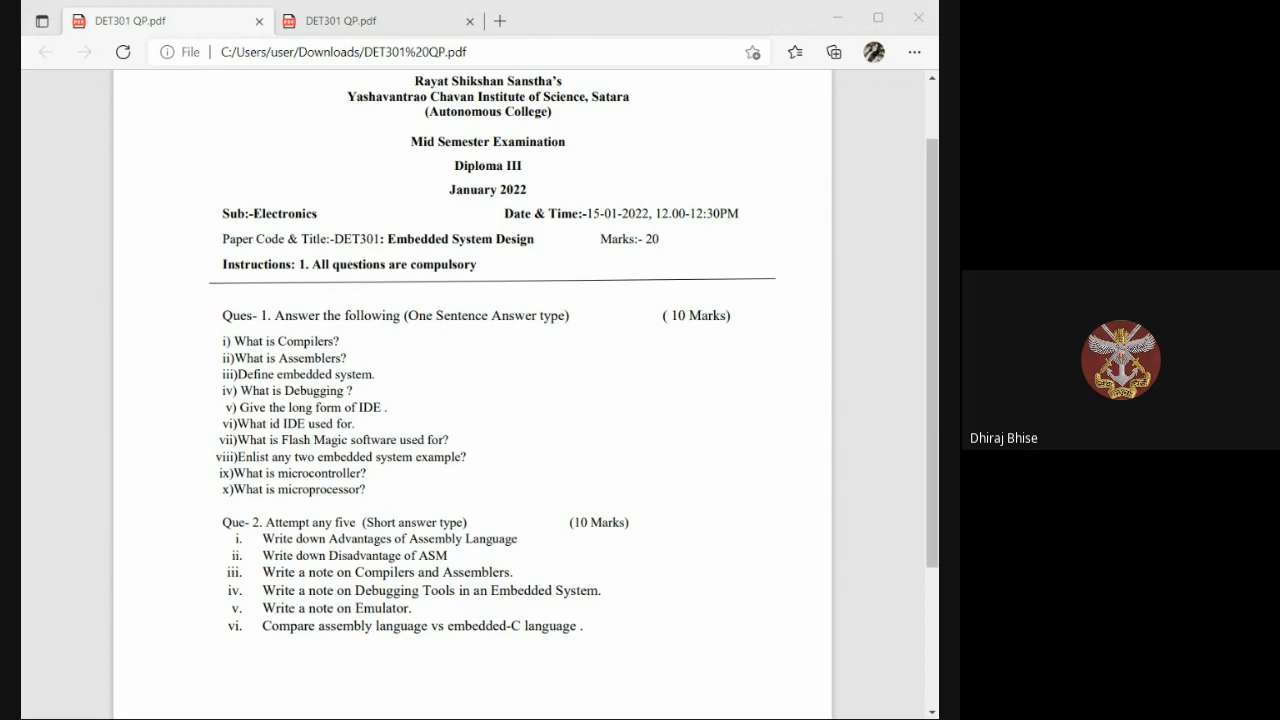 DET301 QP.pdf
DET301 QP.pdf
File
C:/Users/user/Downloads/DET301%20QP.pdf
Rayat Shikshan Sanstha's
Yashavantrao Chavan Institute of Science, Satara
(Autonomous College)
Mid Semester Examination
Diploma III
January 2022
Sub:-Electronics Date & Time:-15-01-2022, 12.00-12:30PM
Paper Code & Title:-DET301: Embedded System Design Marks:- 20
Instructions: 1. All questions are compulsory
Ques- 1. Answer the following (One Sentence Answer type) ( 10 Marks)
i) What is Compilers?
ii)What is Assemblers?
iii)Define embedded system.
iv) What is Debugging ?
v) Give the long form of IDE .
vi)What id IDE used for.
vii)What is Flash Magic software used for?
viii)Enlist any two embedded system example?
ix)What is microcontroller?
x)What is microprocessor?
Que- 2. Attempt any five (Short answer type) (10 Marks)
i. Write down Advantages of Assembly Language
ii. Write down Disadvantage of ASM
iii. Write a note on Compilers and Assemblers.
iv. Write a note on Debugging Tools in an Embedded System.
v. Write a note on Emulator.
vi. Compare assembly language vs embedded-C language .
Dhiraj Bhise